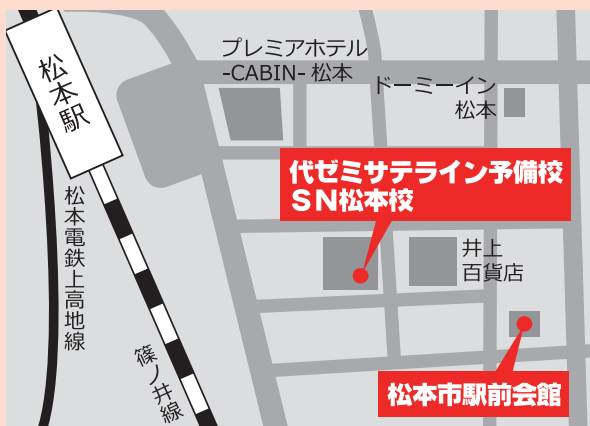 松本駅
プレミアホテル
-CABIN- 松本
ドーミーイン
松本
代ゼミサテライン予備校
SN松本校
井上
百貨店
松本電鉄上高地線
篠ノ井線
松本市駅前会館